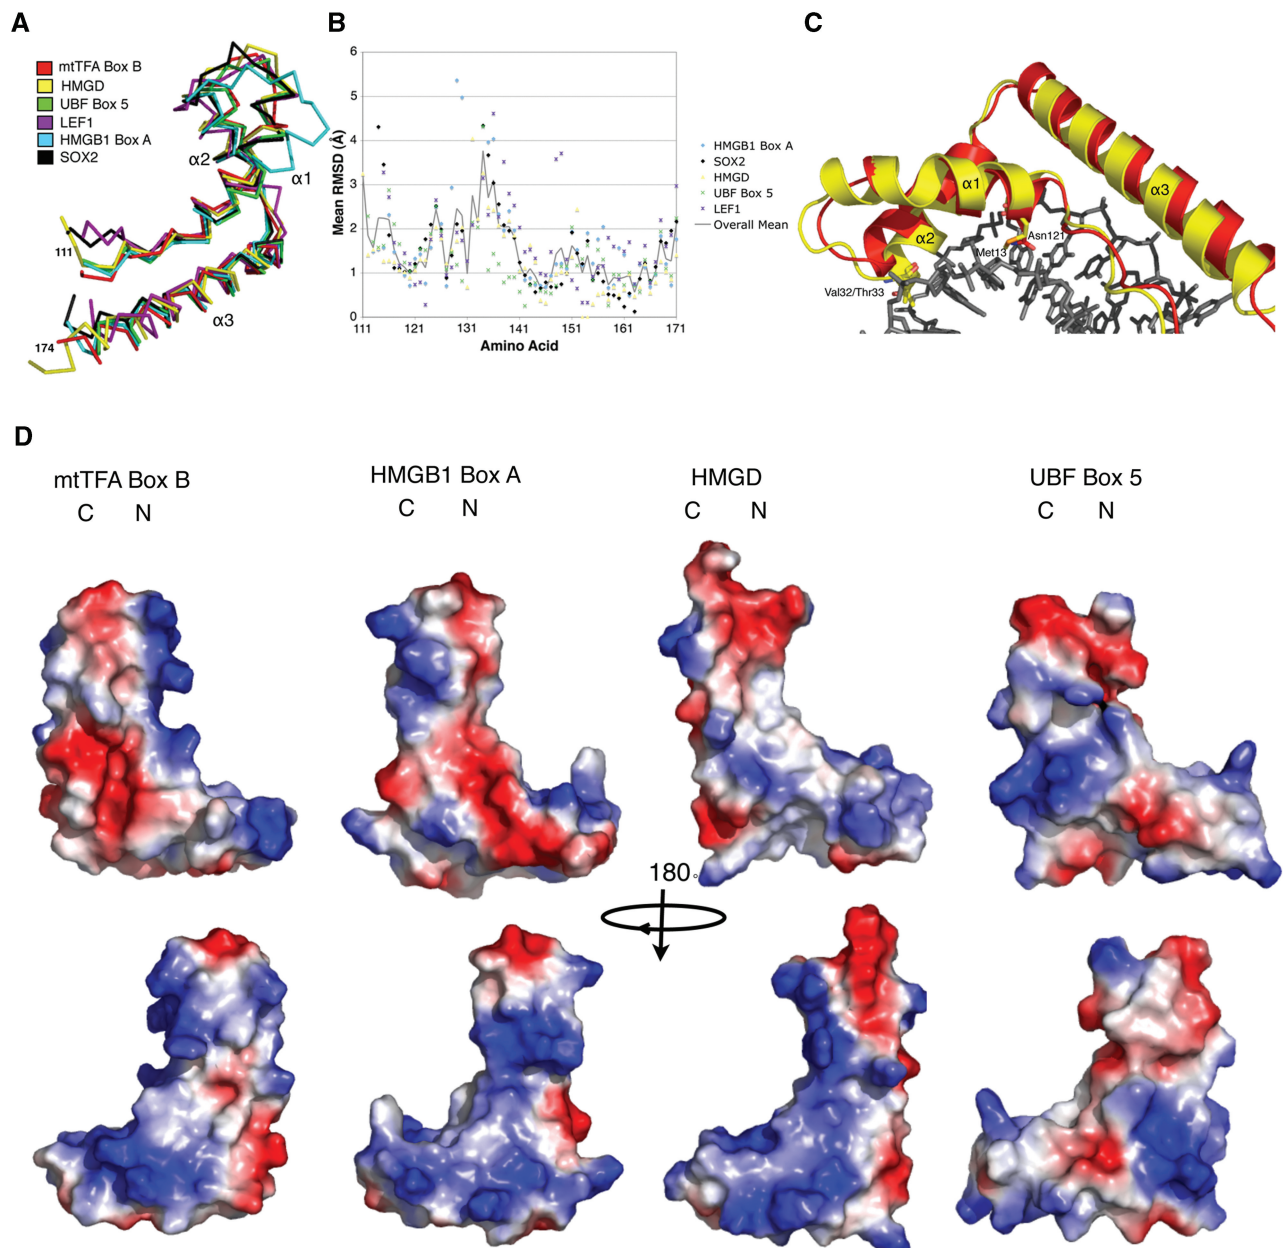 A
mtTFA Box B
HMGD
UBF Box 5
LEF1
HMGB1 Box A
SOX2
α2
α1
111
α3
174
B
6
5
4
3
2
1
0
Mean RMSD (Å)
111
121
131
141
151
161
171
Amino Acid
HMGB1 Box A
SOX2
HMGD
UBF Box 5
LEF1
Overall Mean
C
α1
α3
α2
Asn121
Met13
Val32/Thr33
D
mtTFA Box B
C N
HMGB1 Box A
C N
HMGD
C N
UBF Box 5
C N
180°